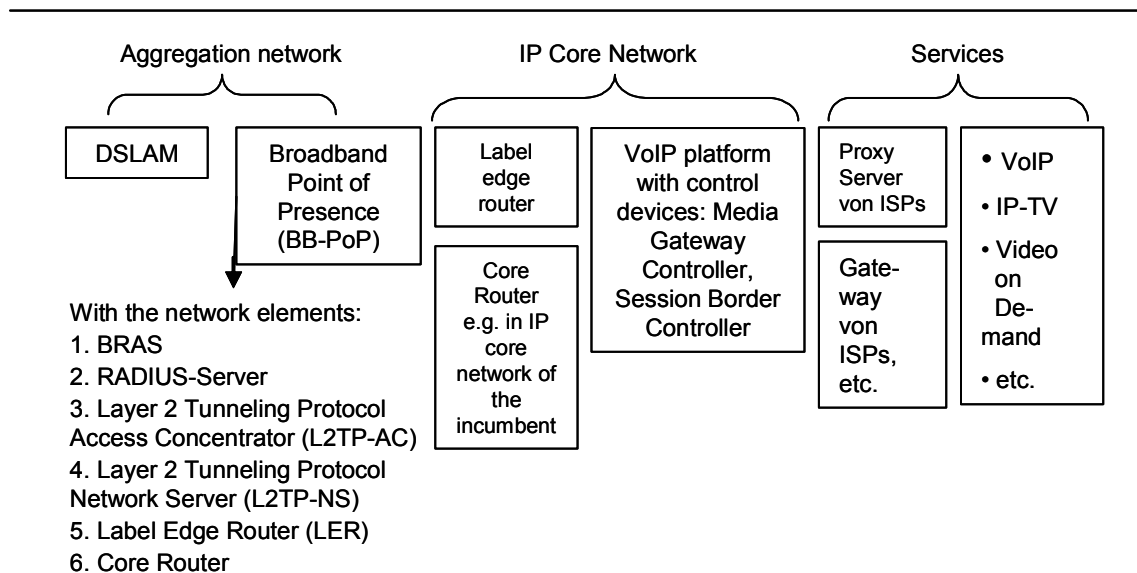 Aggregation network
IP Core Network
Services
DSLAM
Broadband
Point of
Presence
(BB-PoP)
Label
edge
router
VoIP platform
with control
devices: Media
Gateway
Controller,
Session Border
Controller
Proxy
Server
von ISPs
• VoIP
• IP-TV
• Video
on
De-
mand
• etc.
Core
Router
e.g. in IP
core
network of
the
incumbent
Gate-
way
von
ISPs,
etc.
With the network elements:
1. BRAS
2. RADIUS-Server
3. Layer 2 Tunneling Protocol
Access Concentrator (L2TP-AC)
4. Layer 2 Tunneling Protocol
Network Server (L2TP-NS)
5. Label Edge Router (LER)
6. Core Router